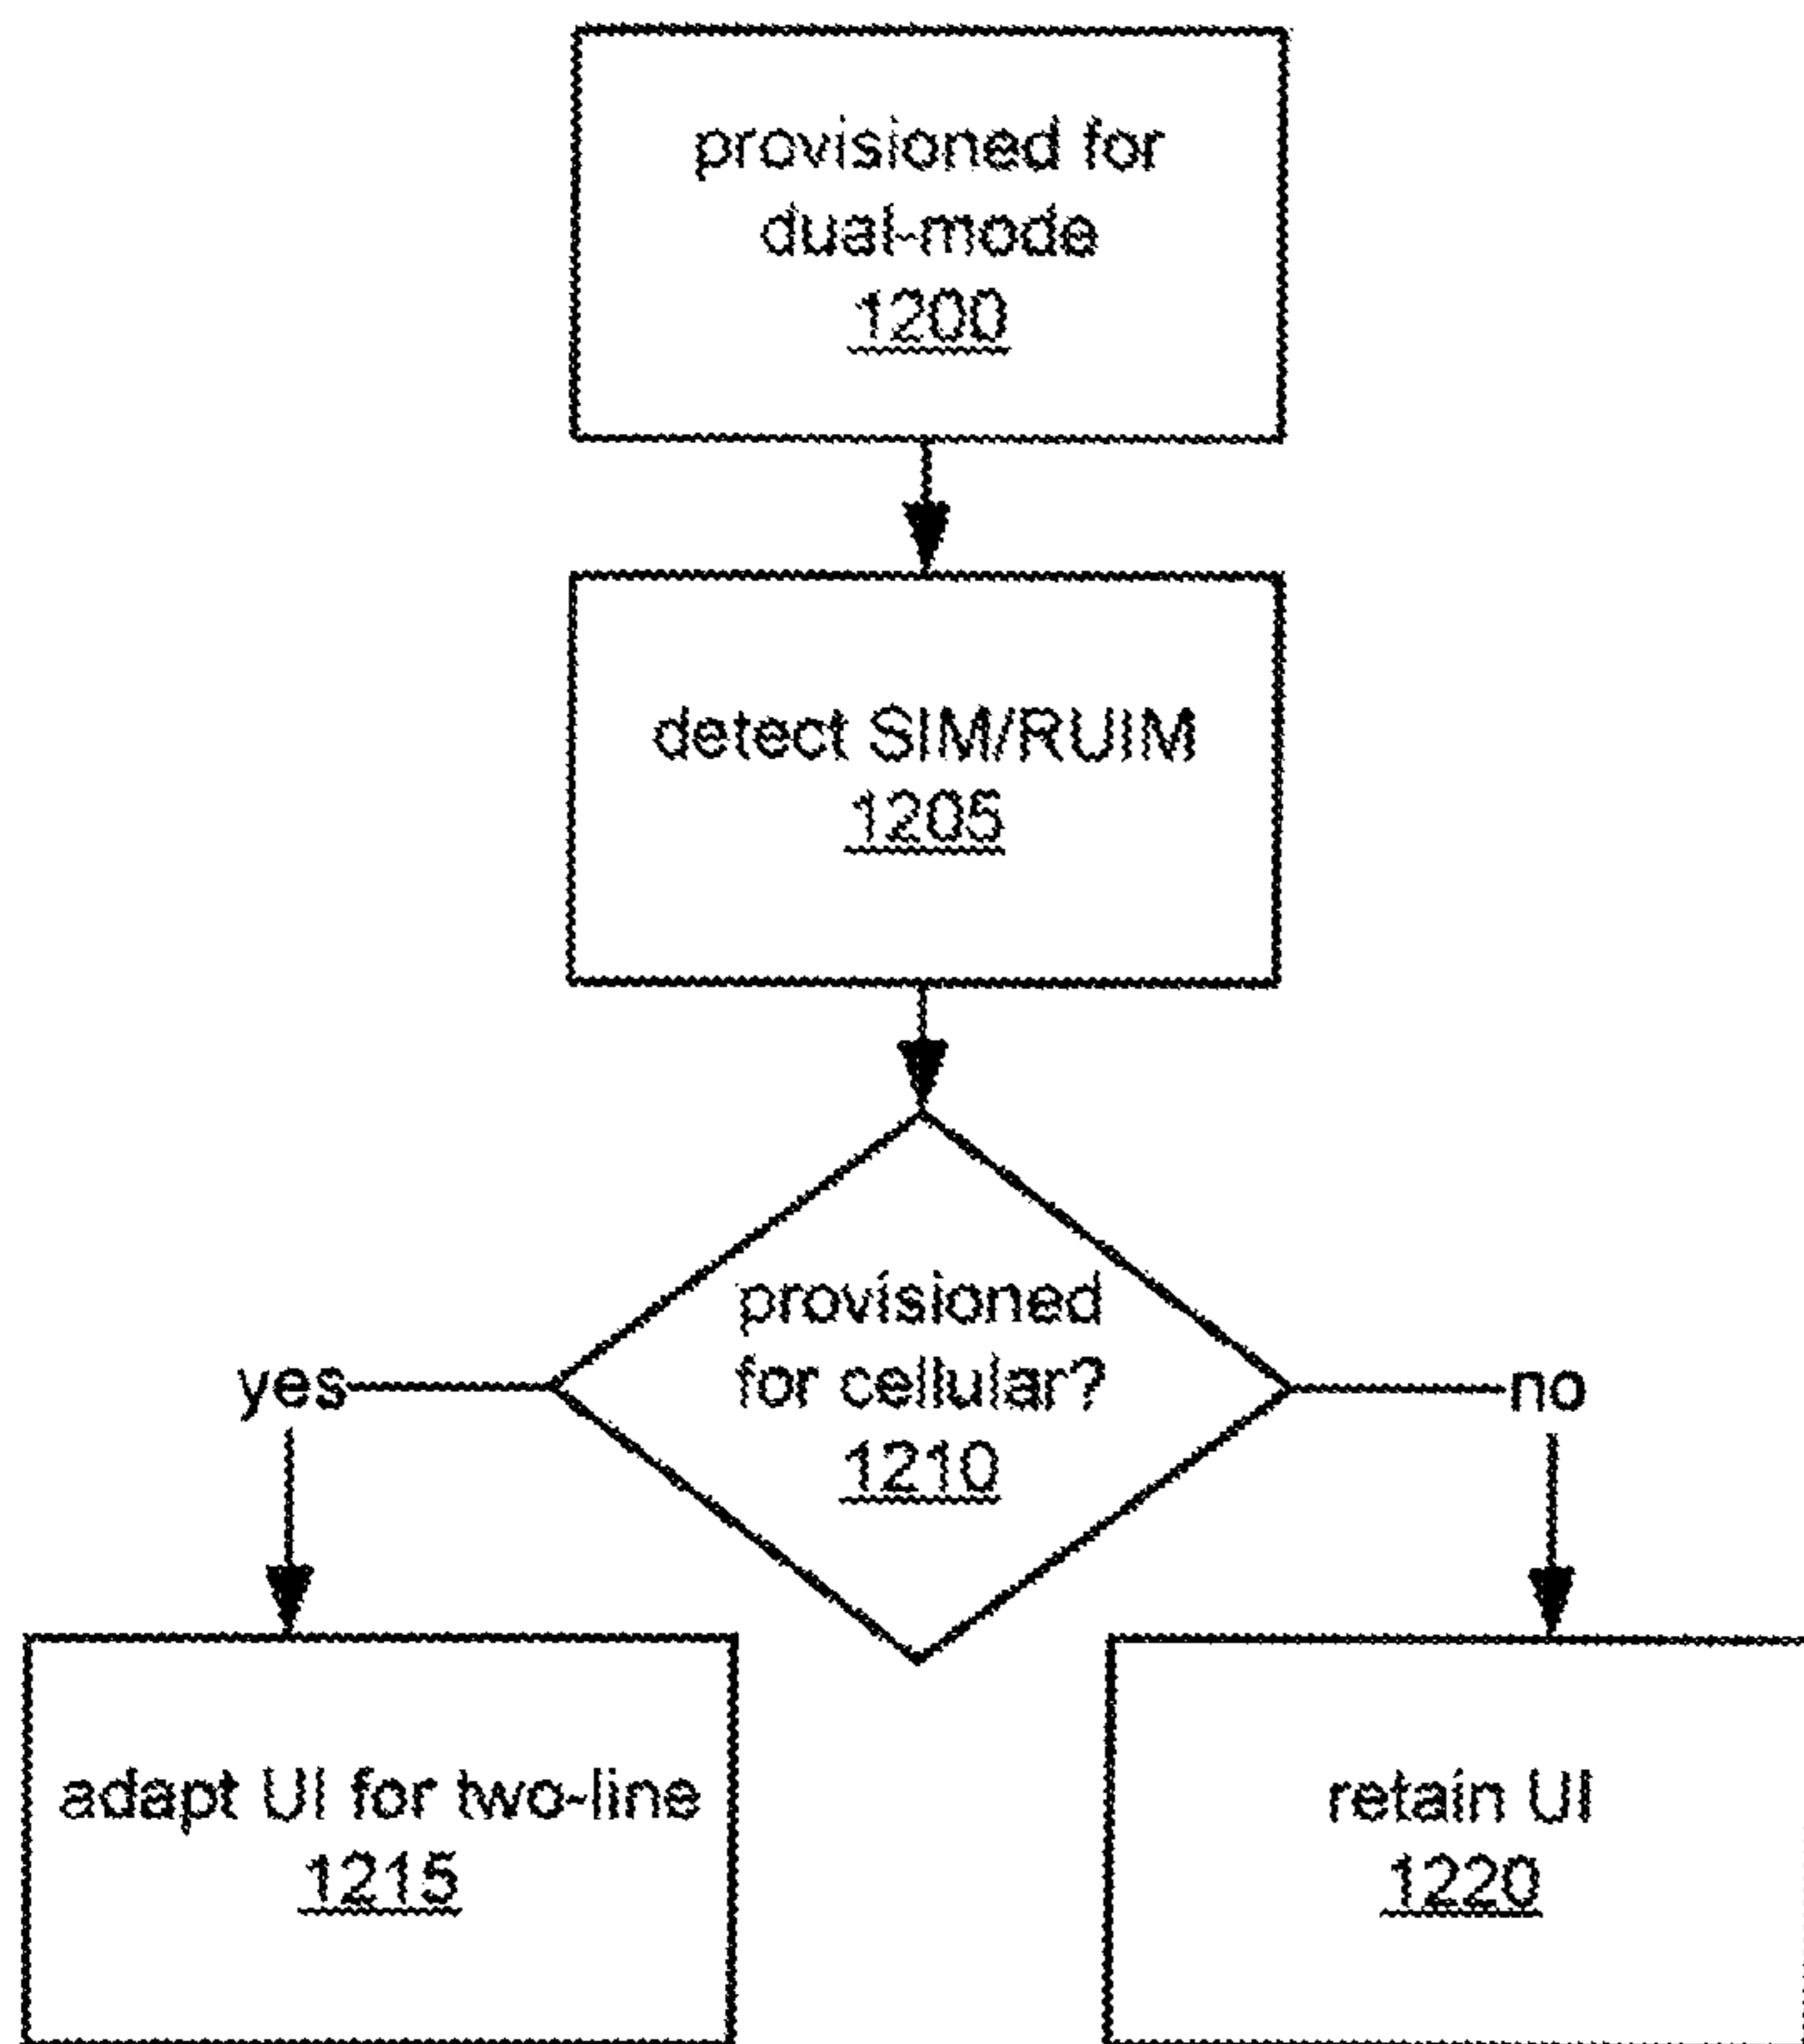 provisioned for
dual-mode
1200
detect SIM/RUIM
1205
provisioned
for cellular?
1210
yes
no
adapt UI for two-line
1215
retain UI
1220